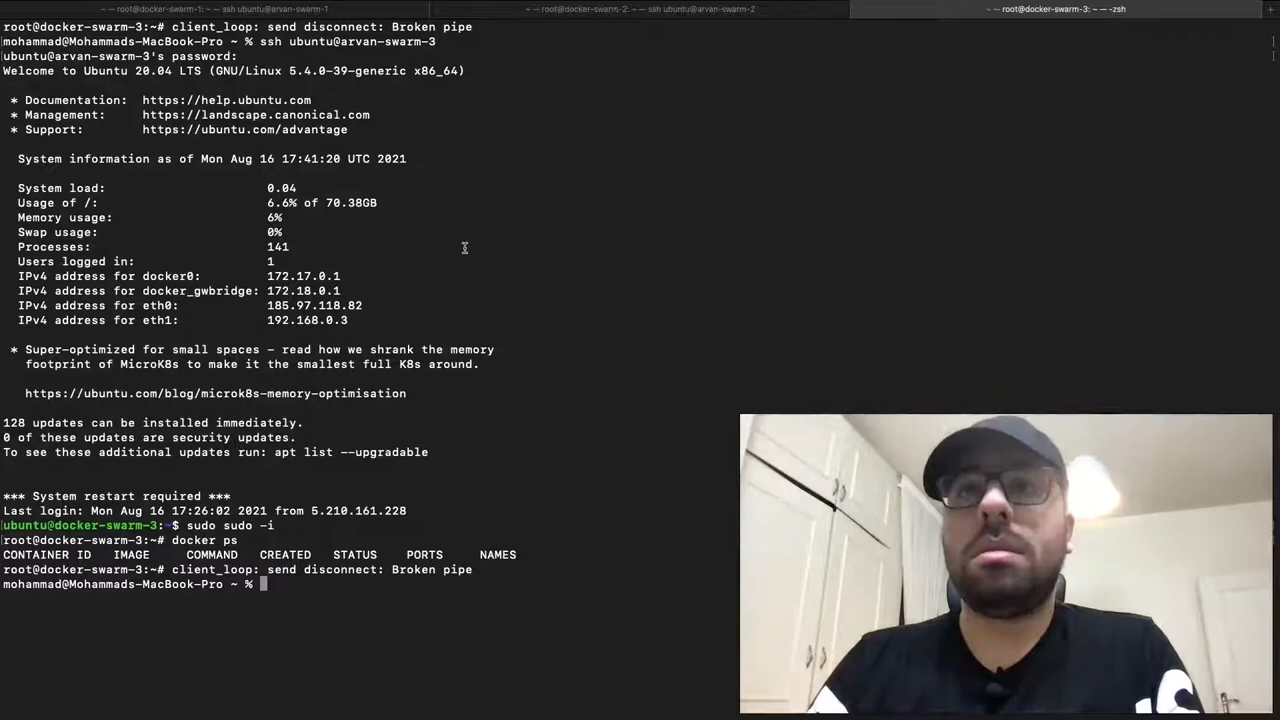 ~ — root@docker-swarm-1: ~ — ssh ubuntu@arvan-swarm-1
~ — root@docker-swarm-2: ~ — ssh ubuntu@arvan-swarm-2
~ — root@docker-swarm-3: ~ — -zsh
root@docker-swarm-3:~# client_loop: send disconnect: Broken pipe
mohammad@Mohammads-MacBook-Pro ~ % ssh ubuntu@arvan-swarm-3
ubuntu@arvan-swarm-3's password:
Welcome to Ubuntu 20.04 LTS (GNU/Linux 5.4.0-39-generic x86_64)
* Documentation: https://help.ubuntu.com
* Management: https://landscape.canonical.com
* Support: https://ubuntu.com/advantage
System information as of Mon Aug 16 17:41:20 UTC 2021
System load: 0.04
Usage of /: 6.6% of 70.38GB
Memory usage: 6%
Swap usage: 0%
Processes: 141
Users logged in: 1
IPv4 address for docker0: 172.17.0.1
IPv4 address for docker_gwbridge: 172.18.0.1
IPv4 address for eth0: 185.97.118.82
IPv4 address for eth1: 192.168.0.3
* Super-optimized for small spaces - read how we shrank the memory
footprint of MicroK8s to make it the smallest full K8s around.
https://ubuntu.com/blog/microk8s-memory-optimisation
128 updates can be installed immediately.
0 of these updates are security updates.
To see these additional updates run: apt list --upgradable
*** System restart required ***
Last login: Mon Aug 16 17:26:02 2021 from 5.210.161.228
ubuntu@docker-swarm-3:~$ sudo sudo -i
root@docker-swarm-3:~# docker ps
CONTAINER ID IMAGE COMMAND CREATED STATUS PORTS NAMES
root@docker-swarm-3:~# client_loop: send disconnect: Broken pipe
mohammad@Mohammads-MacBook-Pro ~ %